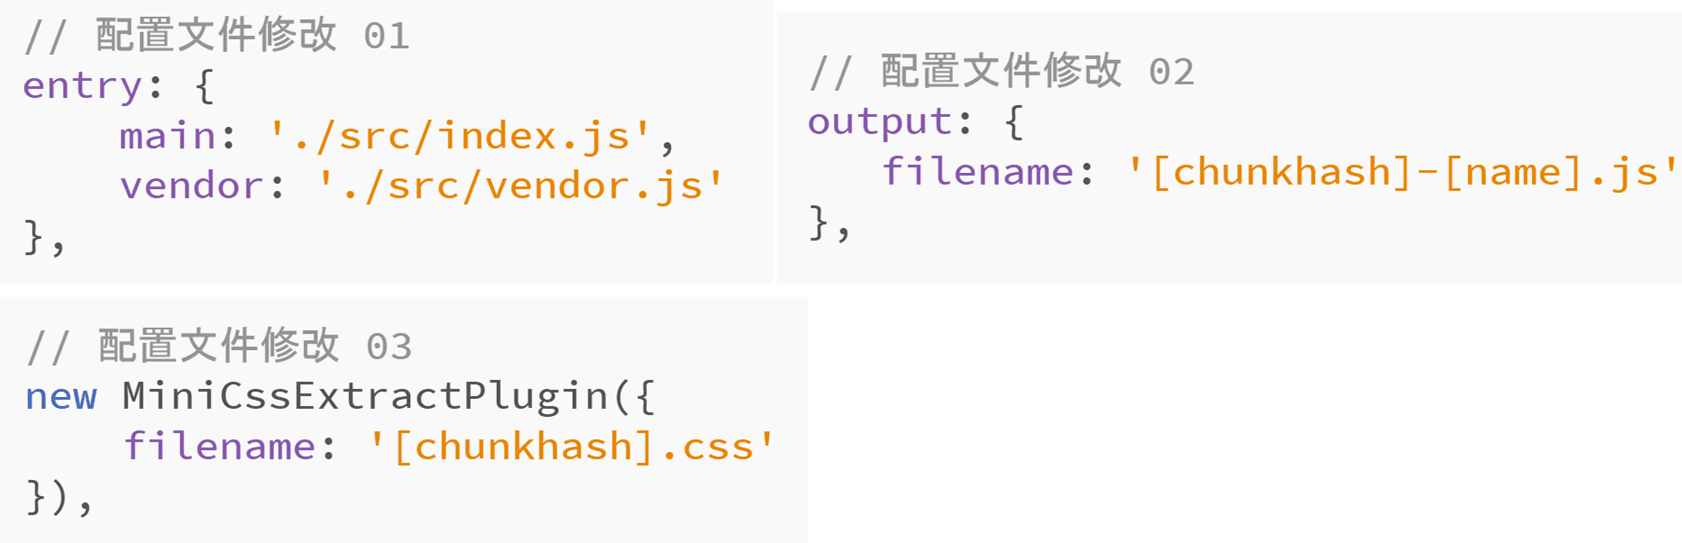 // 配置文件修改 01
entry: {
    main: './src/index.js',
    vendor: './src/vendor.js'
},
// 配置文件修改 02
output: {
   filename: '[chunkhash]-[name].js'
},
// 配置文件修改 03
new MiniCssExtractPlugin({
    filename: '[chunkhash].css'
}),